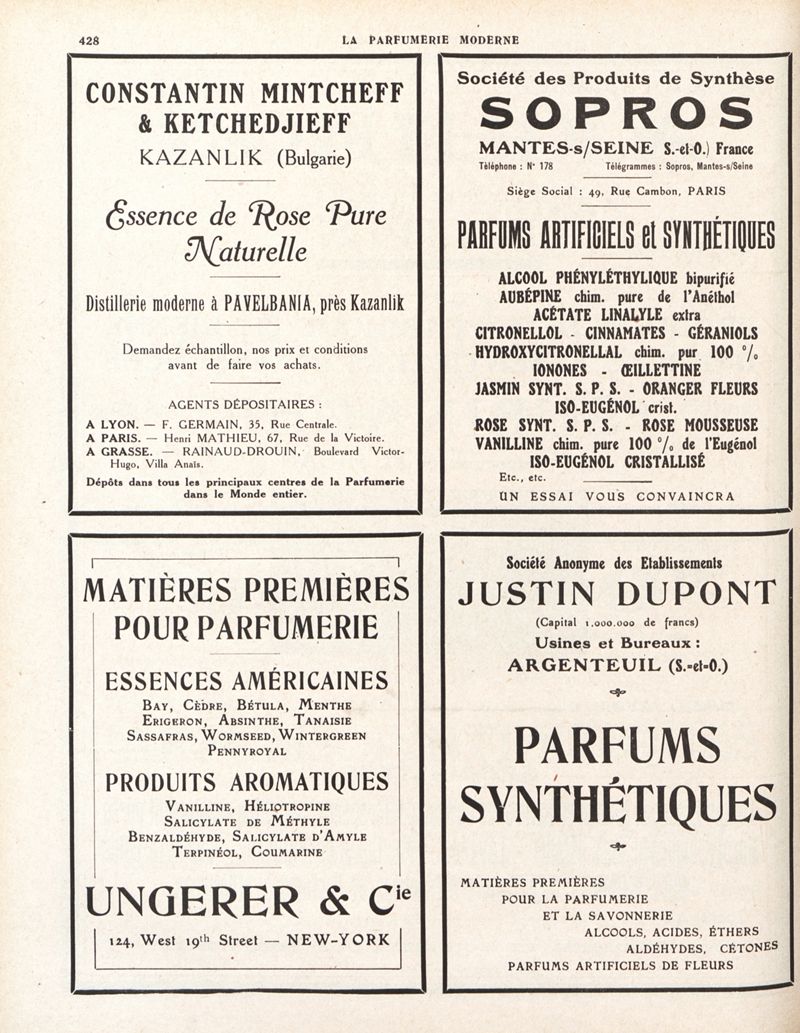 428
LA PARFUMERIE MODERNE
CONSTANTIN MINTCHEFF
& KETCHEDJIEFF
KAZANLIK (Bulgarie)
Essence de Rose Pure
Naturelle
Distillerie moderne à PAVELBANIA, près Kazanlik
Demandez échantillon, nos prix et conditions
avant de faire vos achats.
AGENTS DÉPOSITAIRES :
A LYON. — F. GERMAIN, 35, Rue Centrale.
A PARIS. — Henri MATHIEU, 67, Rue de la Victoire.
A GRASSE. — RAINAUD-DROUIN, Boulevard Victor-
Hugo, Villa Anaïs.
Dépôts dans tous les principaux centres de la Parfumerie
dans le Monde entier.
Société des Produits de Synthèse
SOPROS
MANTES-s/SEINE S.-et-O.) France
Téléphone : N° 178 Télégrammes : Sopros, Mantes-s/Seine
Siège Social : 49, Rue Cambon, PARIS
PARFUMS ARTIFICIELS et SYNTHÉTIQUES
ALCOOL PHÉNYLÉTHYLIQUE bipurifié
AUBÉPINE chim. pure de l'Anéthol
ACÉTATE LINALYLE extra
CITRONELLOL - CINNAMATES - GÉRANIOLS
HYDROXYCITRONELLAL chim. pur 100 %
IONONES - ŒILLETTINE
JASMIN SYNT. S. P. S. - ORANGER FLEURS
ISO-EUGÉNOL crist.
ROSE SYNT. S. P. S. - ROSE MOUSSEUSE
VANILLINE chim. pure 100 % de l'Eugénol
ISO-EUGÉNOL CRISTALLISÉ
Etc., etc.
UN ESSAI VOUS CONVAINCRA
MATIÈRES PREMIÈRES
POUR PARFUMERIE
ESSENCES AMÉRICAINES
BAY, CÈDRE, BÉTULA, MENTHE
ERIGERON, ABSINTHE, TANAISIE
SASSAFRAS, WORMSEED, WINTERGREEN
PENNYROYAL
PRODUITS AROMATIQUES
VANILLINE, HÉLIOTROPINE
SALICYLATE DE MÉTHYLE
BENZALDÉHYDE, SALICYLATE D'AMYLE
TERPINÉOL, COUMARINE
UNGERER & Cie
124, West 19th Street — NEW-YORK
Société Anonyme des Etablissements
JUSTIN DUPONT
(Capital 1.000.000 de francs)
Usines et Bureaux :
ARGENTEUIL (S.-et-O.)
PARFUMS
SYNTHÉTIQUES
MATIÈRES PREMIÈRES
POUR LA PARFUMERIE
ET LA SAVONNERIE
ALCOOLS, ACIDES, ÉTHERS
ALDÉHYDES, CÉTONES
PARFUMS ARTIFICIELS DE FLEURS